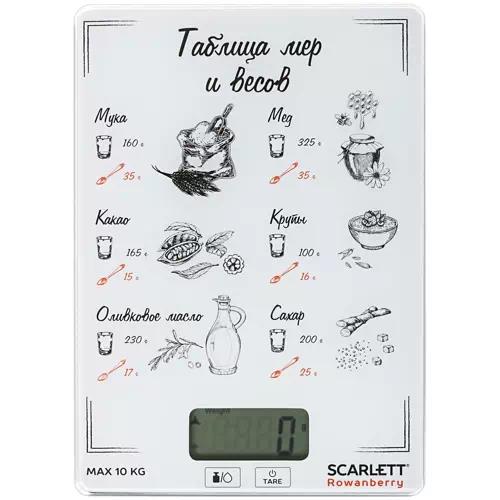 Таблица мер
и весов
Мука
160 г
35 г
Мед
325 г
35 г
Какао
165 г
15 г
Крупы
100 г
16 г
Оливковое масло
230 г
17 г
Сахар
200 г
25 г
Weight
0
g
MAX 10 KG
TARE
SCARLETT®
Rowanberry